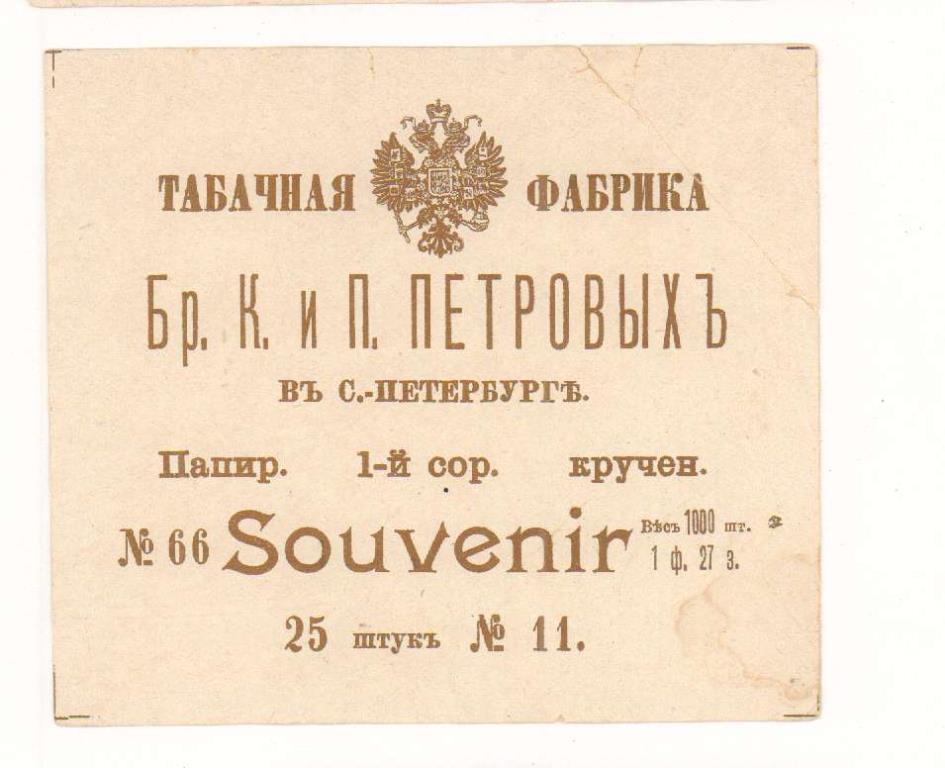 ТАБАЧНАЯ ФАБРИКА
Бр. К. и П. ПЕТРОВЫХЪ
ВЪ С.-ПЕТЕРБУРГѢ.
Папир. 1-й сор. кручен.
№ 66 Souvenir Вѣсъ 1000 шт.
1 ф. 27 з.
25 штукъ № 11.